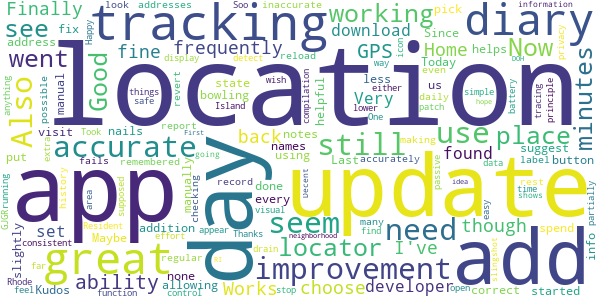 Finally
look
addresses
Soo
inaccurate
tracking
pick
information
diary
Happy
fix
working
address
see
fine
frequently
download
Since
icon
Home
reload
helps
GPS
Now
went
Good
display
detect
way
Today
privacy
minutes
manual
possible
less
even
us
DOH
anything
location
things
safe
revert
Island
compilation
wish
lower
either
One
battery
simple
hope
tracing
principle
Also
visit
nails
state
bowling
helpful
Very
daily
patch
Took
report
First
using
notes
accurate
put
back
still
use
place
extra
fails
remembered
going
names
Last
accurately
making
suggest
label
button
GJGR
running
app
day
update
add
history
area
supposed
manually
checking
done
every
record
visual
Decent
found
passive
data
rest
time
shows
info
partially
Rhode
set
Resident
Maybe
addition
effort
seem
locator
I've
need
idea
though
easy
spend
slightly
consistent
none
appear
many
find
neighborhood
great
ability
regular
st
drain
improvement
developer
slingshot
feel
Kudos
far
function
Works
allowing
control
Thanks
stop
choose
open
correct
started